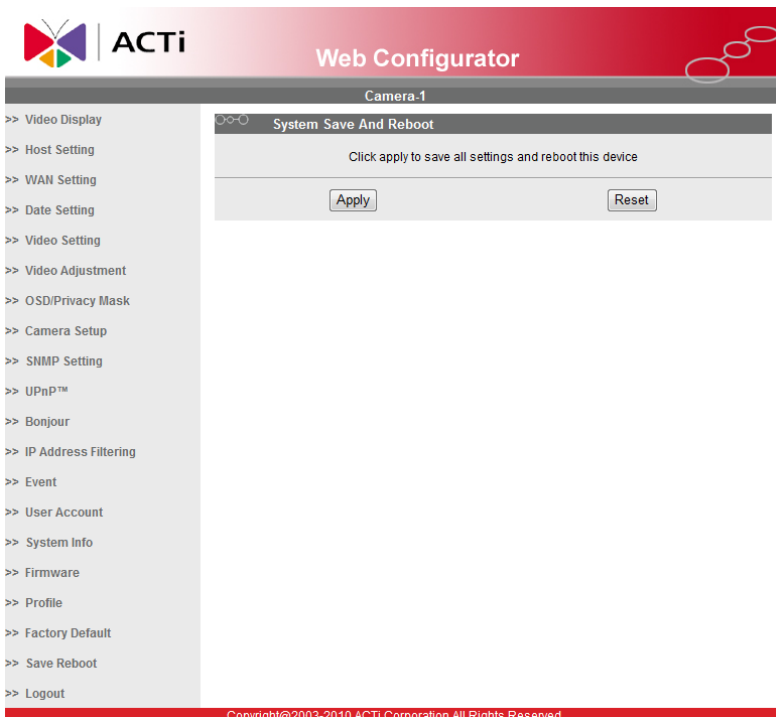 ACTi
Web Configurator
Camera-1
>> Video Display
>> Host Setting
>> WAN Setting
>> Date Setting
>> Video Setting
>> Video Adjustment
>> OSD/Privacy Mask
>> Camera Setup
>> SNMP Setting
>> UPnP™
>> Bonjour
>> IP Address Filtering
>> Event
>> User Account
>> System Info
>> Firmware
>> Profile
>> Factory Default
>> Save Reboot
>> Logout
System Save And Reboot
Click apply to save all settings and reboot this device
Apply Reset
Copyright@2003-2010 ACTi Corporation All Rights Reserved